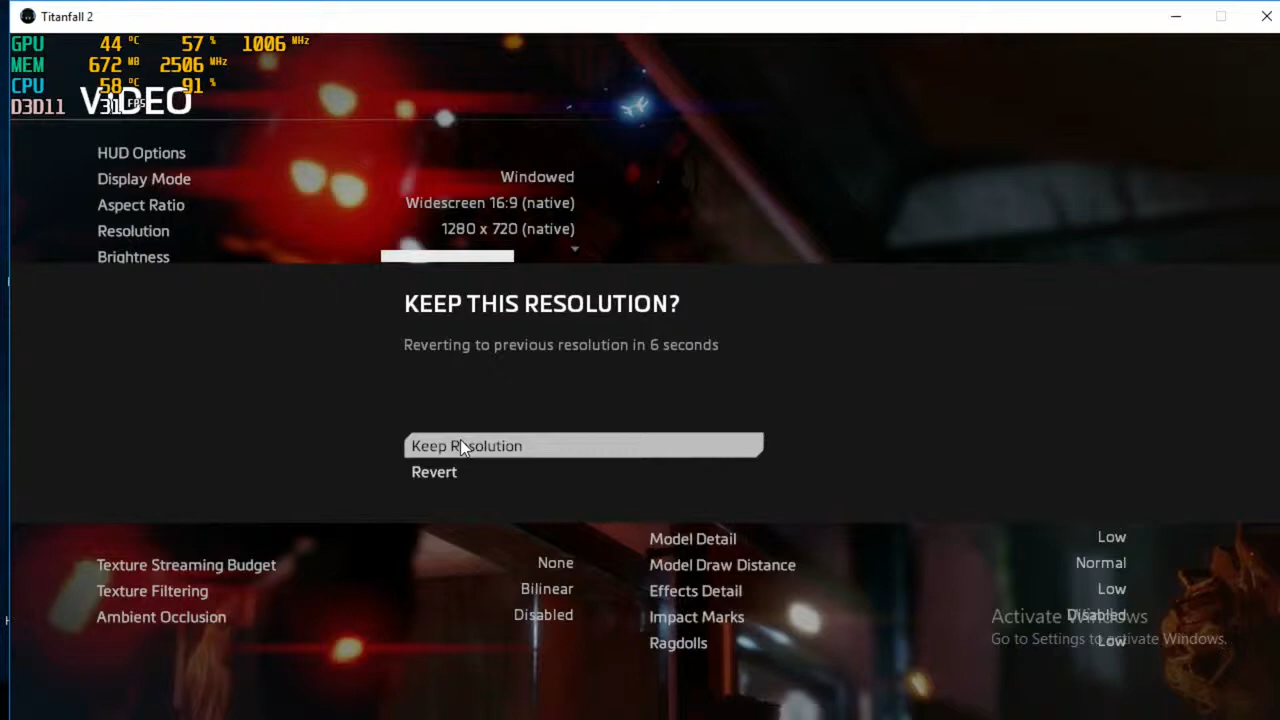 Titanfall 2
GPU 44 °C 57 % 1006 MHz
MEM 672 MB 2506 MHz
CPU 58 °C 91 %
D3D11 31 FPS
VIDEO
HUD Options
Display Mode Windowed
Aspect Ratio Widescreen 16:9 (native)
Resolution 1280 x 720 (native)
Brightness
KEEP THIS RESOLUTION?
Reverting to previous resolution in 6 seconds
Keep Resolution
Revert
Model Detail Low
Texture Streaming Budget None Model Draw Distance Normal
Texture Filtering Bilinear Effects Detail Low
Ambient Occlusion Disabled Impact Marks Disabled
Ragdolls Low
Activate Windows
Go to Settings to activate Windows.